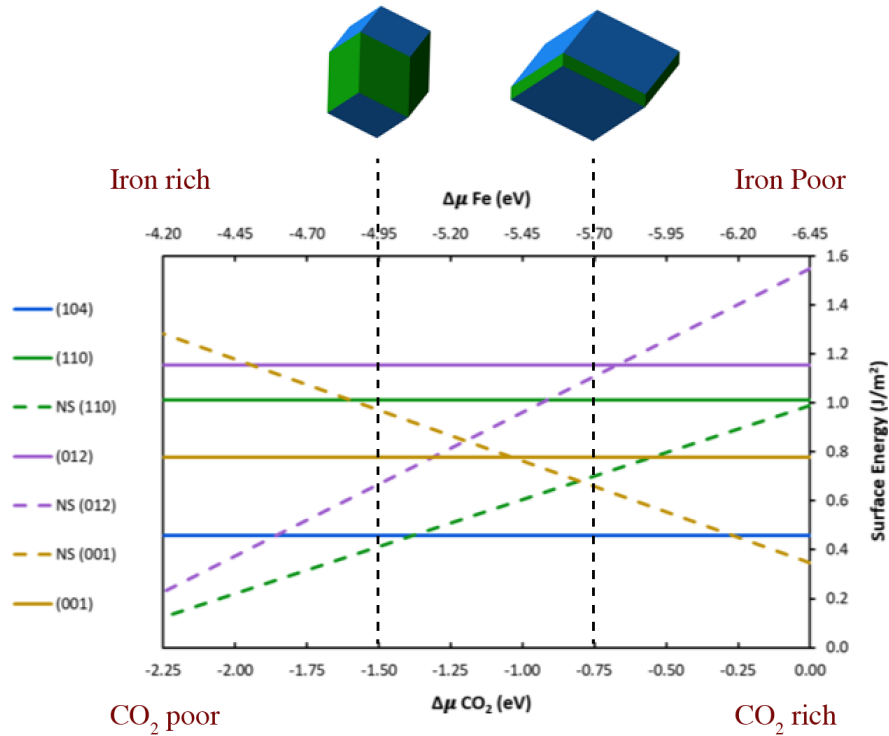 Iron rich
Iron Poor
Δμ Fe (eV)
-4.20 -4.45 -4.70 -4.95 -5.20 -5.45 -5.70 -5.95 -6.20 -6.45
(104)
(110)
NS (110)
(012)
NS (012)
NS (001)
(001)
1.6
1.4
1.2
1.0
0.8
0.6
0.4
0.2
0.0
Surface Energy (J/m²)
-2.25 -2.00 -1.75 -1.50 -1.25 -1.00 -0.75 -0.50 -0.25 0.00
Δμ CO₂ (eV)
CO₂ poor
CO₂ rich